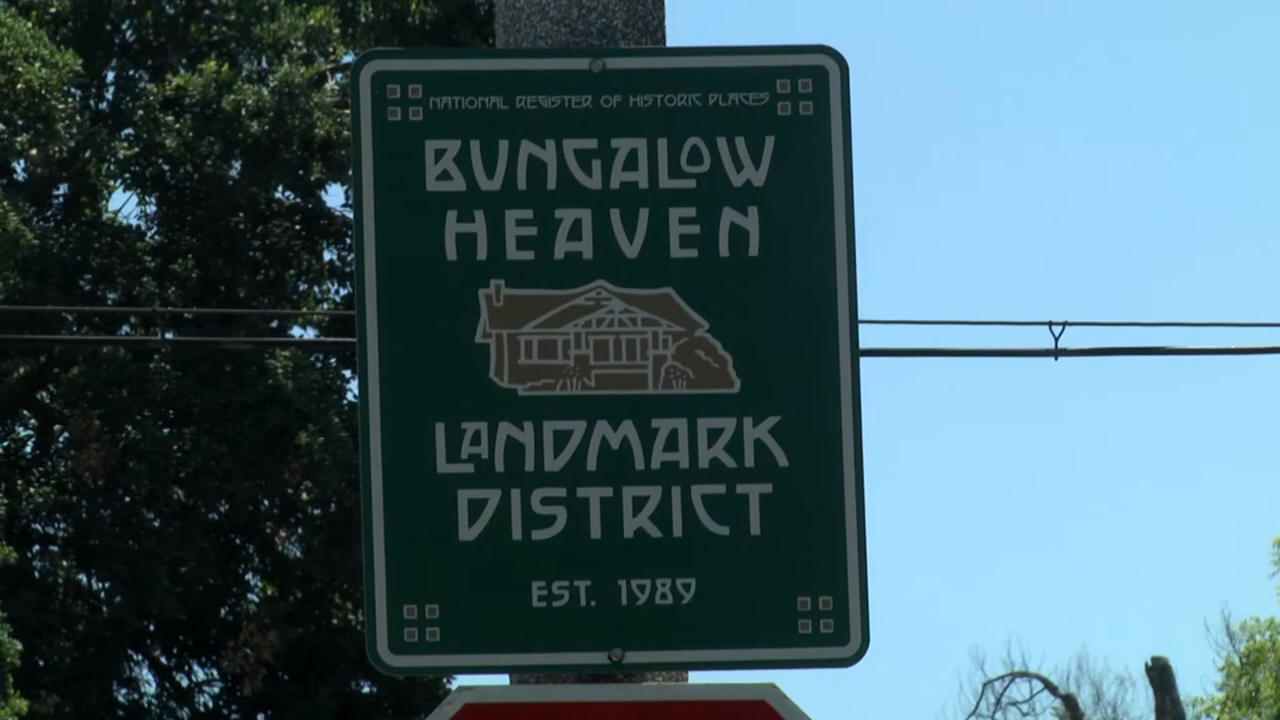 NATIONAL REGISTER OF HISTORIC PLACES
BUNGALOW
HEAVEN
LANDMARK
DISTRICT
EST. 1989